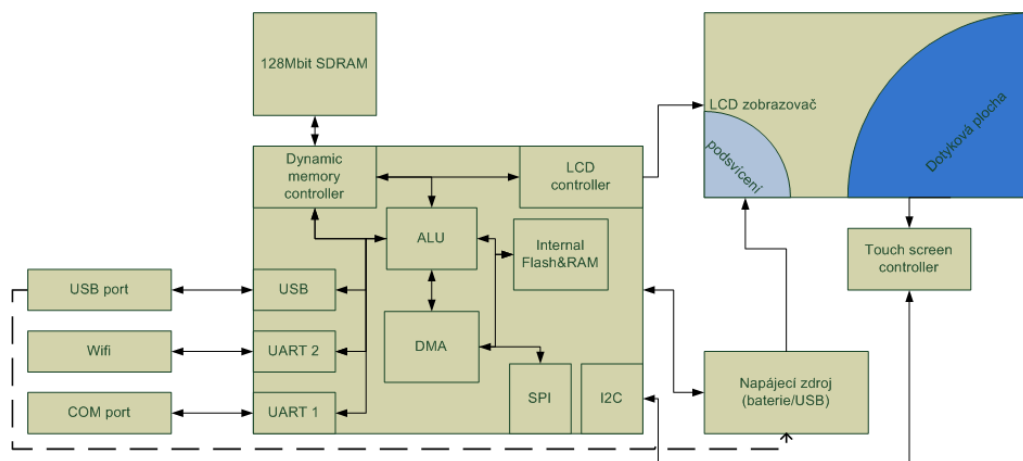 128Mbit SDRAM
LCD zobrazovač
podsvícení
Dotyková plocha
Dynamic
memory
controller
LCD
controller
ALU
Internal
Flash&RAM
Touch screen
controller
USB port
USB
Wifi
UART 2
DMA
COM port
UART 1
SPI
I2C
Napájecí zdroj
(baterie/USB)